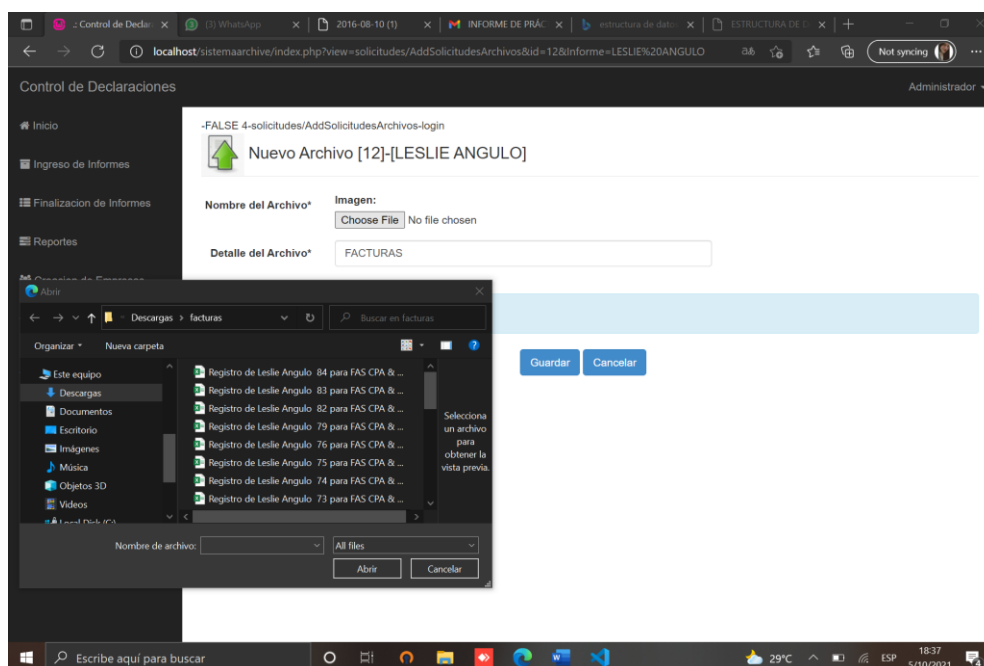 .: Control de Declar
(3) WhatsApp
2016-08-10 (1)
INFORME DE PRÁC
estructura de dato
ESTRUCTURA DE
localhost/sistemaarchive/index.php?view=solicitudes/AddSolicitudesArchivos&id=12&Informe=LESLIE%20ANGULO
Not syncing
Control de Declaraciones
Administrador
Inicio
-FALSE 4-solicitudes/AddSolicitudesArchivos-login
Nuevo Archivo [12]-[LESLIE ANGULO]
Ingreso de Informes
Finalizacion de Informes
Nombre del Archivo*
Imagen:
Choose File No file chosen
Reportes
Detalle del Archivo*
FACTURAS
Creacion de Empresas
Abrir
Descargas > facturas
Buscar en facturas
Organizar
Nueva carpeta
Guardar
Cancelar
Este equipo
Descargas
Documentos
Escritorio
Imágenes
Música
Objetos 3D
Videos
Local Disk (C:)
Registro de Leslie Angulo 84 para FAS CPA & ...
Registro de Leslie Angulo 83 para FAS CPA & ...
Registro de Leslie Angulo 82 para FAS CPA & ...
Registro de Leslie Angulo 79 para FAS CPA & ...
Registro de Leslie Angulo 76 para FAS CPA & ...
Registro de Leslie Angulo 75 para FAS CPA & ...
Registro de Leslie Angulo 74 para FAS CPA & ...
Registro de Leslie Angulo 73 para FAS CPA & ...
Selecciona
un archivo
para
obtener la
vista previa.
Nombre de archivo:
All files
Abrir
Cancelar
Escribe aquí para buscar
29°C
ESP
18:37
5/10/2021